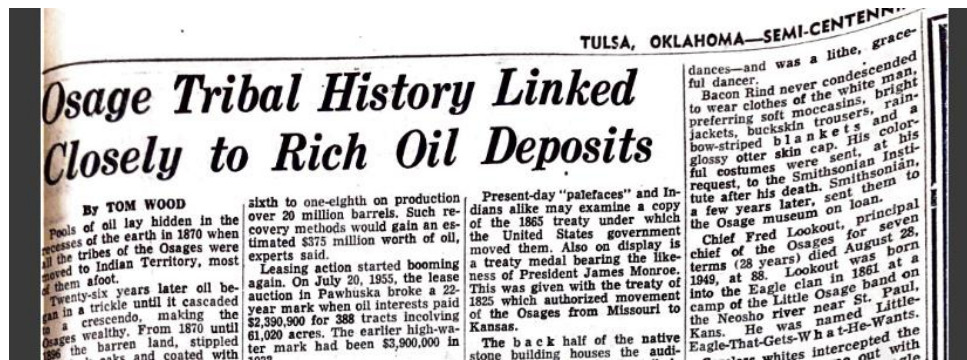 TULSA, OKLAHOMA—SEMI-CENTENNI
Osage Tribal History Linked
Closely to Rich Oil Deposits
By TOM WOOD
Pools of oil lay hidden in the
recesses of the earth in 1870 when
all the tribes of the Osages were
moved to Indian Territory, most
of them afoot.
Twenty-six years later oil be-
gan in a trickle until it cascaded
to a crescendo, making the
Osages wealthy. From 1870 until
1896 the barren land, stippled
oaks and coated with
sixth to one-eighth on production
over 20 million barrels. Such re-
covery methods would gain an es-
timated $375 million worth of oil,
experts said.
Leasing action started booming
again. On July 20, 1955, the lease
auction in Pawhuska broke a 22-
year mark when oil interests paid
$2,390,900 for 388 tracts involving
61,020 acres. The earlier high-wa-
ter mark had been $3,900,000 in
Present-day "palefaces" and In-
dians alike may examine a copy
of the 1865 treaty under which
the United States government
moved them. Also on display is
a treaty medal bearing the like-
ness of President James Monroe.
This was given with the treaty of
1825 which authorized movement
of the Osages from Missouri to
Kansas.
The back half of the native
stone building houses the audi-
dances—and was a lithe, grace-
ful dancer.
Bacon Rind never condescended
to wear clothes of the white man,
preferring soft moccasins, bright
jackets, buckskin trousers, rain-
bow-striped blankets and a
glossy otter skin cap. His color-
ful costumes were sent, at his
request, to the Smithsonian Insti-
tute after his death. Smithsonian,
a few years later, sent them to
the Osage museum on loan.
Chief Fred Lookout, principal
chief of the Osages for seven
terms (28 years) died August 28,
1949, at 88. Lookout was born
into the Eagle clan in 1861 at a
camp of the Little Osage band on
the Neosho river near St. Paul,
Kans. He was named Little-
Eagle-That-Gets-What-He-Wants.
whites intercepted the
out with